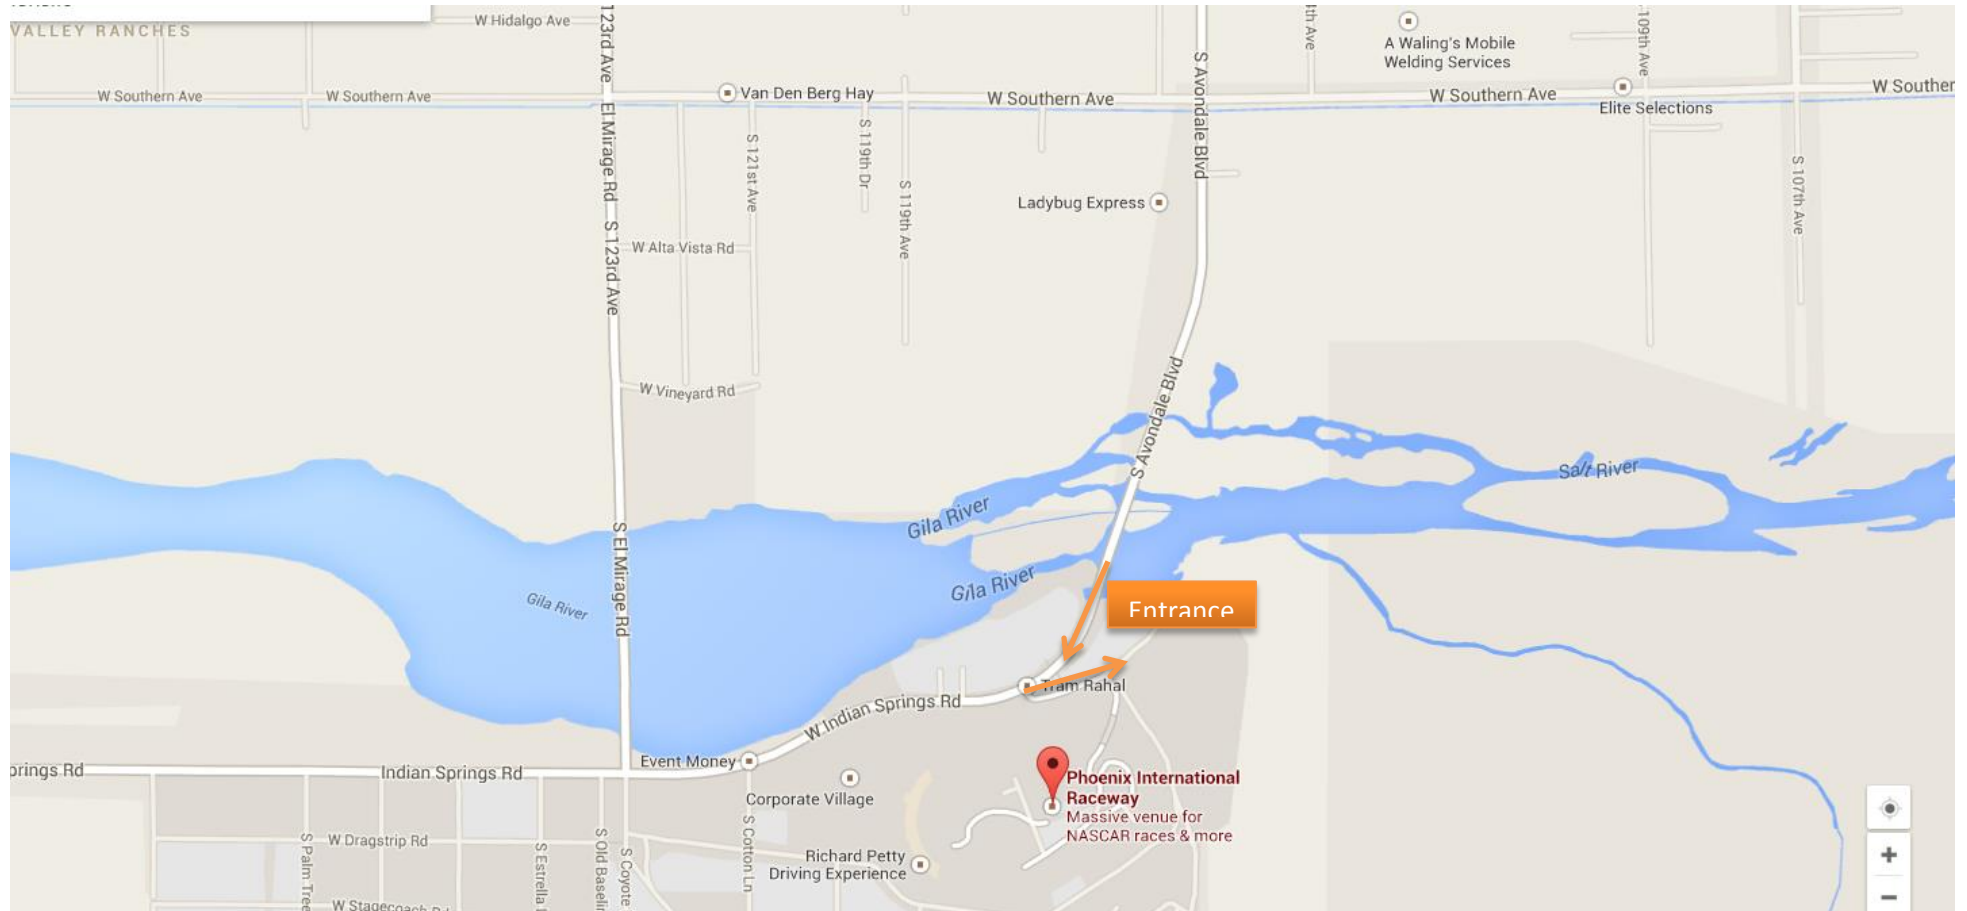 VALLEY RANCHES
W Hidalgo Ave
123rd Ave
S Avondale Blvd
109th Ave
A Waling's Mobile
Welding Services
W Southern Ave
W Southern Ave
Van Den Berg Hay
W Southern Ave
W Southern Ave
Elite Selections
El Mirage Rd
S 121st Ave
S 119th Dr
S 119th Ave
S 107th Ave
Ladybug Express
S 123rd Ave
W Alta Vista Rd
W Vineyard Rd
S Avondale Blvd
Salt River
Gila River
Gila River
Gila River
S El Mirage Rd
Entrance
Tram Rahal
W Indian Springs Rd
Event Money
Indian Springs Rd
Corporate Village
Phoenix International
Raceway
Massive venue for
NASCAR races & more
W Dragstrip Rd
S Cotton Ln
Richard Petty
Driving Experience
S Palm Tree
S Estrella
S Old Baselin
S Coyote
W Stagecoach
+
−